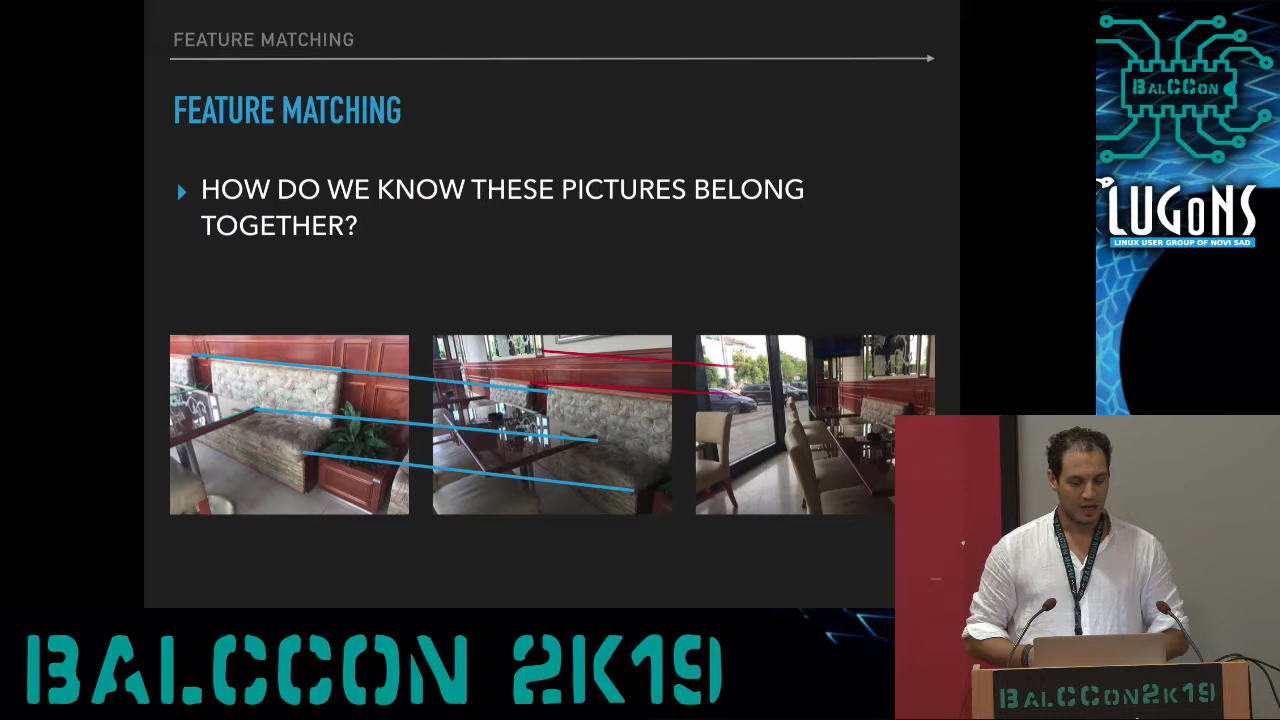 FEATURE MATCHING
FEATURE MATCHING
HOW DO WE KNOW THESE PICTURES BELONG
TOGETHER?
BALCCON
LUGONS
LINUX USER GROUP OF NOVI SAD
BALCCON 2K19
BALCCON2K19